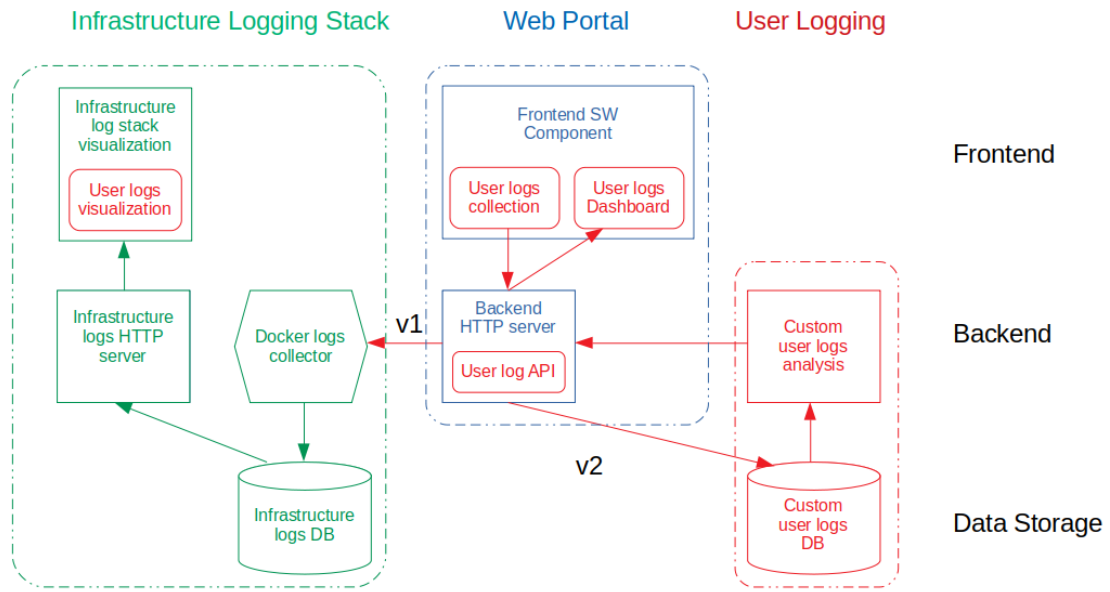 Infrastructure Logging Stack
Web Portal
User Logging
Infrastructure
log stack
visualization
User logs
visualization
Frontend SW
Component
User logs
collection
User logs
Dashboard
Frontend
Infrastructure
logs HTTP
server
Docker logs
collector
v1
Backend
HTTP server
User log API
Custom
user logs
analysis
Backend
v2
Infrastructure
logs DB
Custom
user logs
DB
Data Storage